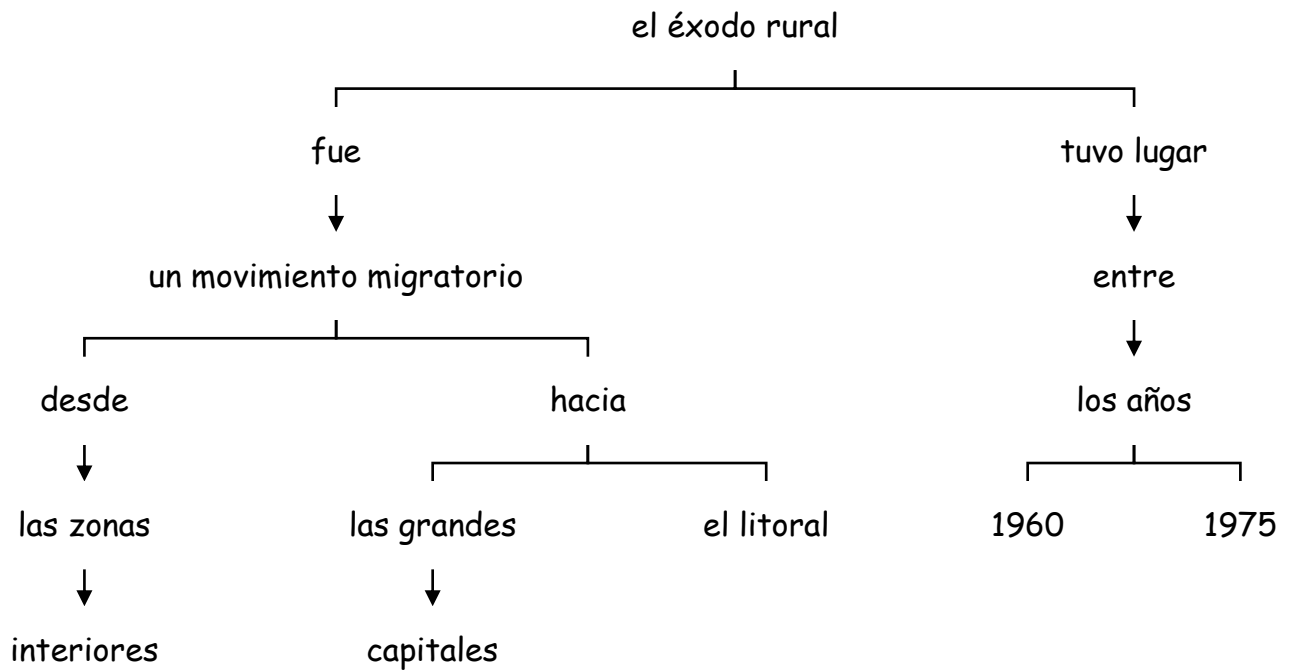 el éxodo rural
fue
tuvo lugar
un movimiento migratorio
entre
desde
hacia
los años
las zonas
las grandes
el litoral
1960
1975
interiores
capitales